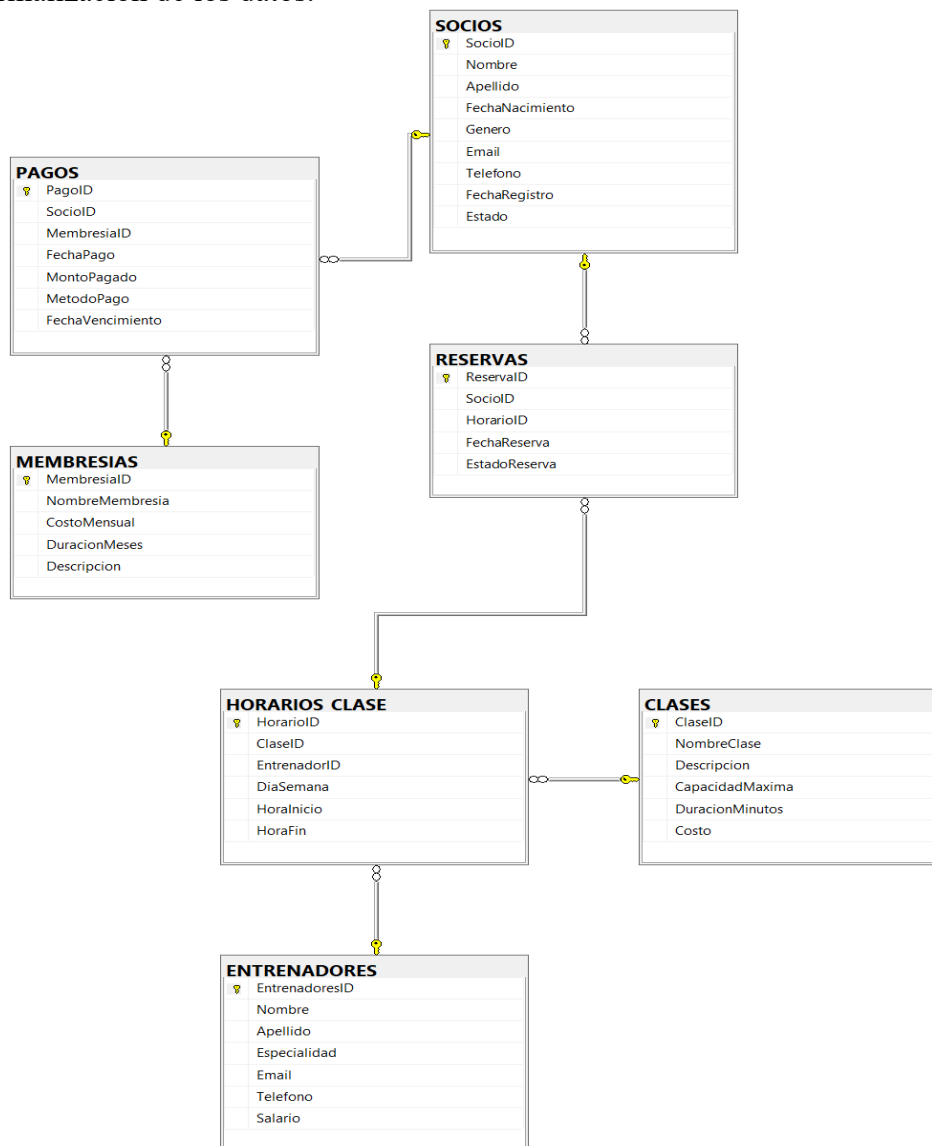 SOCIOS
SocioID
Nombre
Apellido
FechaNacimiento
Genero
Email
Telefono
FechaRegistro
Estado
PAGOS
PagoID
SocioID
MembresiaID
FechaPago
MontoPagado
MetodoPago
FechaVencimiento
RESERVAS
ReservaID
SocioID
HorarioID
FechaReserva
EstadoReserva
MEMBRESIAS
MembresiaID
NombreMembresia
CostoMensual
DuracionMeses
Descripcion
HORARIOS CLASE
HorarioID
ClaseID
EntrenadorID
DiaSemana
HoraInicio
HoraFin
CLASES
ClaseID
NombreClase
Descripcion
CapacidadMaxima
DuracionMinutos
Costo
ENTRENADORES
EntrenadoresID
Nombre
Apellido
Especialidad
Email
Telefono
Salario